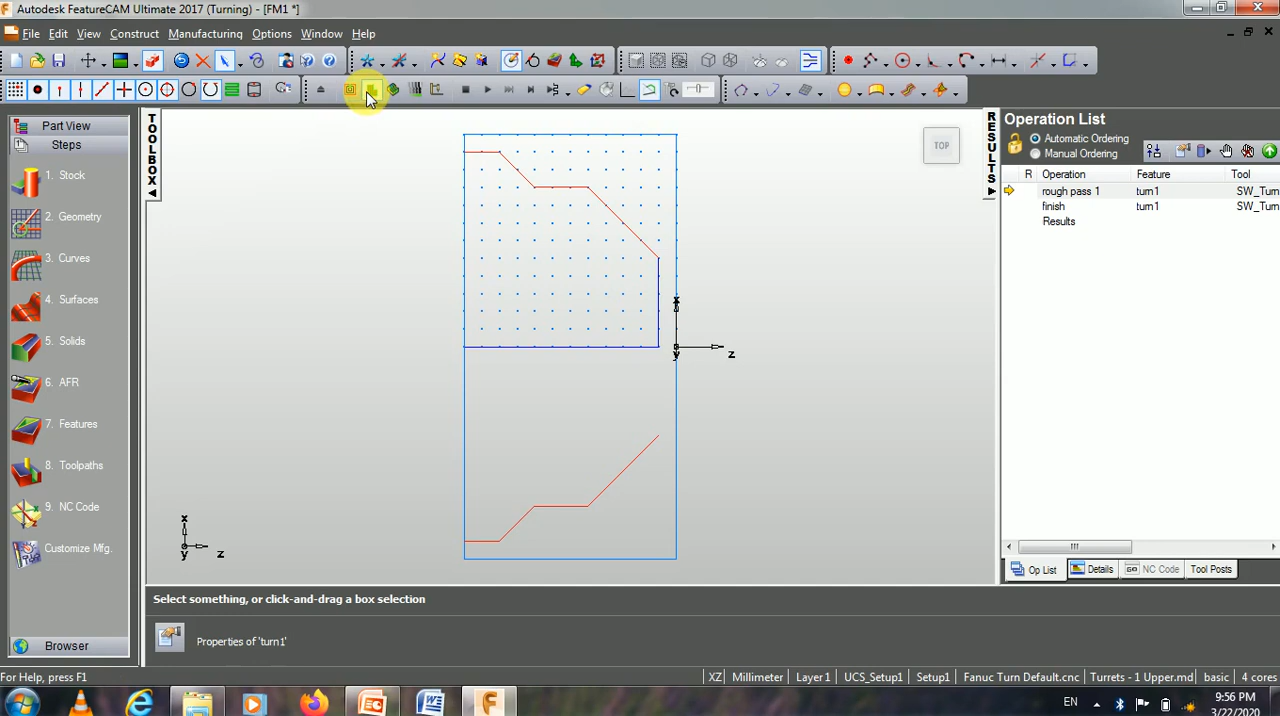 Autodesk FeatureCAM Ultimate 2017 (Turning) - [FM1 *]
File Edit View Construct Manufacturing Options Window Help
TOOLBOX
Part View
Steps
1. Stock
2. Geometry
3. Curves
4. Surfaces
5. Solids
6. AFR
7. Features
8. Toolpaths
9. NC Code
Customize Mfg.
Browser
TOP
x
y
z
x
y
z
RESULTS
Operation List
Automatic Ordering
Manual Ordering
R Operation Feature Tool
rough pass 1 turn1 SW_Turn
finish turn1 SW_Turn
Results
Op List Details NC Code Tool Posts
Select something, or click-and-drag a box selection
Properties of 'turn1'
For Help, press F1
XZ Millimeter Layer1 UCS_Setup1 Setup1 Fanuc Turn Default.cnc Turrets - 1 Upper.md basic 4 cores
EN
9:56 PM
3/22/2020